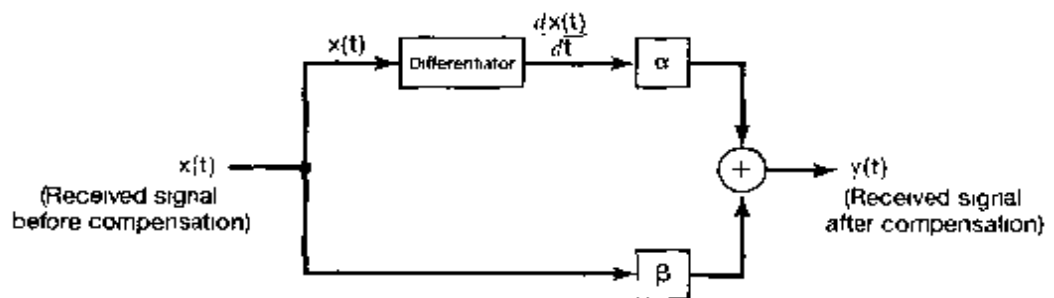 dx(t)
dt
x(t)
Differentiator
α
x(t)
(Received signal
before compensation)
+
y(t)
(Received signal
after compensation)
β